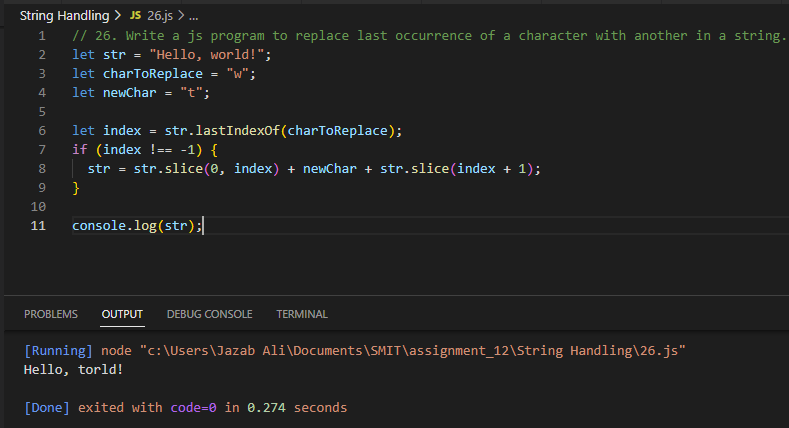 String Handling > JS 26.js > ...
1 // 26. Write a js program to replace last occurrence of a character with another in a string.
2 let str = "Hello, world!";
3 let charToReplace = "w";
4 let newChar = "t";
5
6 let index = str.lastIndexOf(charToReplace);
7 if (index !== -1) {
8 str = str.slice(0, index) + newChar + str.slice(index + 1);
9 }
10
11 console.log(str);
PROBLEMS OUTPUT DEBUG CONSOLE TERMINAL
[Running] node "c:\Users\Jazab Ali\Documents\SMIT\assignment_12\String Handling\26.js"
Hello, torld!
[Done] exited with code=0 in 0.274 seconds